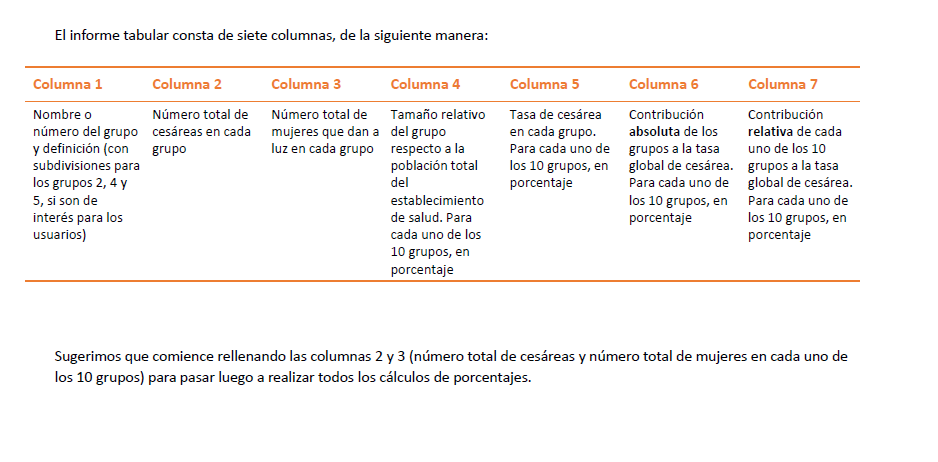 El informe tabular consta de siete columnas, de la siguiente manera:
Columna 1
Columna 2
Columna 3
Columna 4
Columna 5
Columna 6
Columna 7
Nombre o
número del grupo
y definición (con
subdivisiones para
los grupos 2, 4 y
5, si son de
interés para los
usuarios)
Número total de
cesáreas en cada
grupo
Número total de
mujeres que dan a
luz en cada grupo
Tamaño relativo
del grupo
respecto a la
población total
del
establecimiento
de salud. Para
cada uno de los
10 grupos, en
porcentaje
Tasa de cesárea
en cada grupo.
Para cada uno de
los 10 grupos, en
porcentaje
Contribución
absoluta de los
grupos a la tasa
global de cesárea.
Para cada uno de
los 10 grupos, en
porcentaje
Contribución
relativa de cada
uno de los 10
grupos a la tasa
global de cesárea.
Para cada uno de
los 10 grupos, en
porcentaje
Sugerimos que comience rellenando las columnas 2 y 3 (número total de cesáreas y número total de mujeres en cada uno de
los 10 grupos) para pasar luego a realizar todos los cálculos de porcentajes.